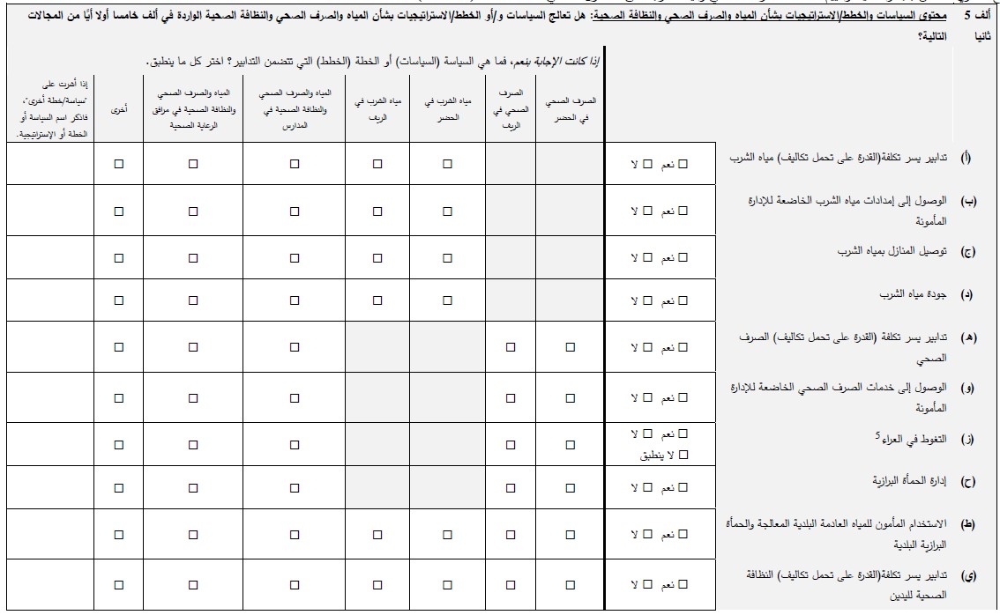 ألف 5 محتوى السياسات والخطط/الاستراتيجيات بشأن المياه والصرف الصحي والنظافة الصحية: هل تعالج السياسات و/أو الخطط/الاستراتيجيات بشأن المياه والصرف الصحي والنظافة الصحية الواردة في ألف خامسا أولا أيًا من المجالات
ثانيا التالية؟
إذا كانت الإجابة بنعم، فما هي السياسة (السياسات) أو الخطة (الخطط) التي تتضمن التدابير؟ اختر كل ما ينطبق.
الصرف الصحي
في الحضر
الصرف
الصحي في
الريف
مياه الشرب في
الحضر
مياه الشرب في
الريف
المياه والصرف الصحي
والنظافة الصحية في
المدارس
المياه والصرف الصحي
والنظافة الصحية في مرافق
الرعاية الصحية
أخرى
إذا أشرت على
"سياسة/خطة أخرى"،
فاذكر اسم السياسة أو
الخطة أو الإستراتيجية.
(أ) تدابير يسر تكلفة(القدرة على تحمل تكاليف) مياه الشرب ☐ نعم ☐ لا ☐ ☐ ☐ ☐ ☐
(ب) الوصول إلى إمدادات مياه الشرب الخاضعة للإدارة
المأمونة ☐ نعم ☐ لا ☐ ☐ ☐ ☐ ☐
(ج) توصيل المنازل بمياه الشرب ☐ نعم ☐ لا ☐ ☐ ☐ ☐ ☐
(د) جودة مياه الشرب ☐ نعم ☐ لا ☐ ☐ ☐ ☐ ☐
(ه) تدابير يسر تكلفة (القدرة على تحمل تكاليف) الصرف
الصحي ☐ نعم ☐ لا ☐ ☐ ☐ ☐ ☐
(و) الوصول إلى خدمات الصرف الصحي الخاضعة للإدارة
المأمونة ☐ نعم ☐ لا ☐ ☐ ☐ ☐ ☐
(ز) التغوط في العراء 5 ☐ نعم ☐ لا
☐ لا ينطبق ☐ ☐ ☐ ☐ ☐
(ح) إدارة الحمأة البرازية ☐ نعم ☐ لا ☐ ☐ ☐ ☐ ☐
(ط) الاستخدام المأمون للمياه العادمة البلدية المعالجة والحمأة
البرازية البلدية ☐ نعم ☐ لا ☐ ☐ ☐ ☐ ☐ ☐ ☐
(ي) تدابير يسر تكلفة(القدرة على تحمل تكاليف) النظافة
الصحية لليدين ☐ نعم ☐ لا ☐ ☐ ☐ ☐ ☐ ☐ ☐